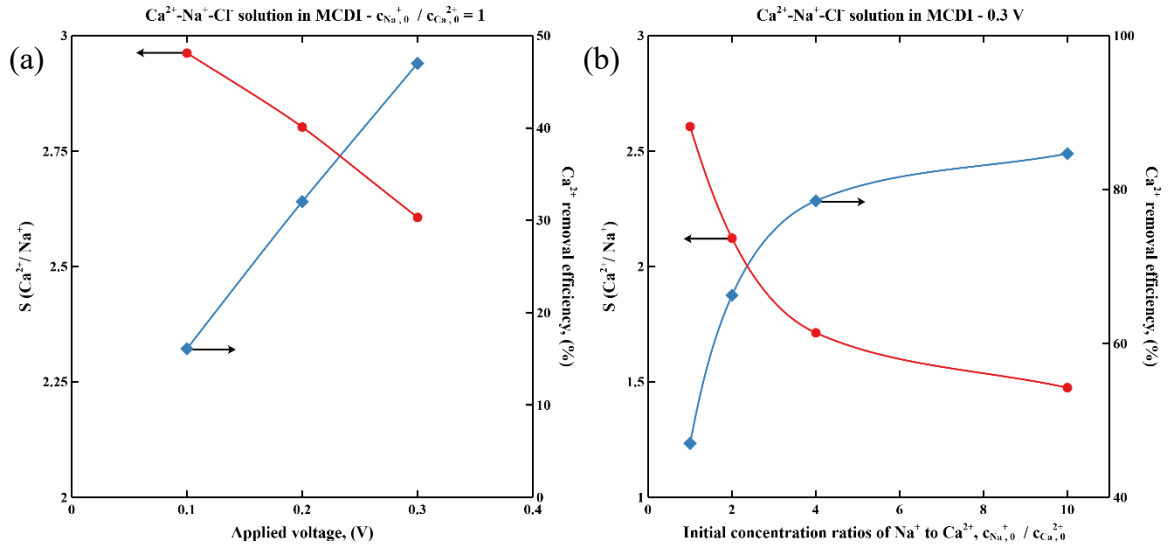 Ca²⁺-Na⁺-Cl⁻ solution in MCDI - c_Na,0⁺ / c_Ca,0²⁺ = 1
(a)
3
2.75
2.5
2.25
2
S (Ca²⁺/ Na⁺)
50
40
30
20
10
0
Ca²⁺ removal efficiency, (%)
0 0.1 0.2 0.3 0.4
Applied voltage, (V)
Ca²⁺-Na⁺-Cl⁻ solution in MCDI - 0.3 V
(b)
3
2.5
2
1.5
1
S (Ca²⁺/ Na⁺)
100
80
60
40
Ca²⁺ removal efficiency, (%)
0 2 4 6 8 10
Initial concentration ratios of Na⁺ to Ca²⁺, c_Na,0⁺ / c_Ca,0²⁺